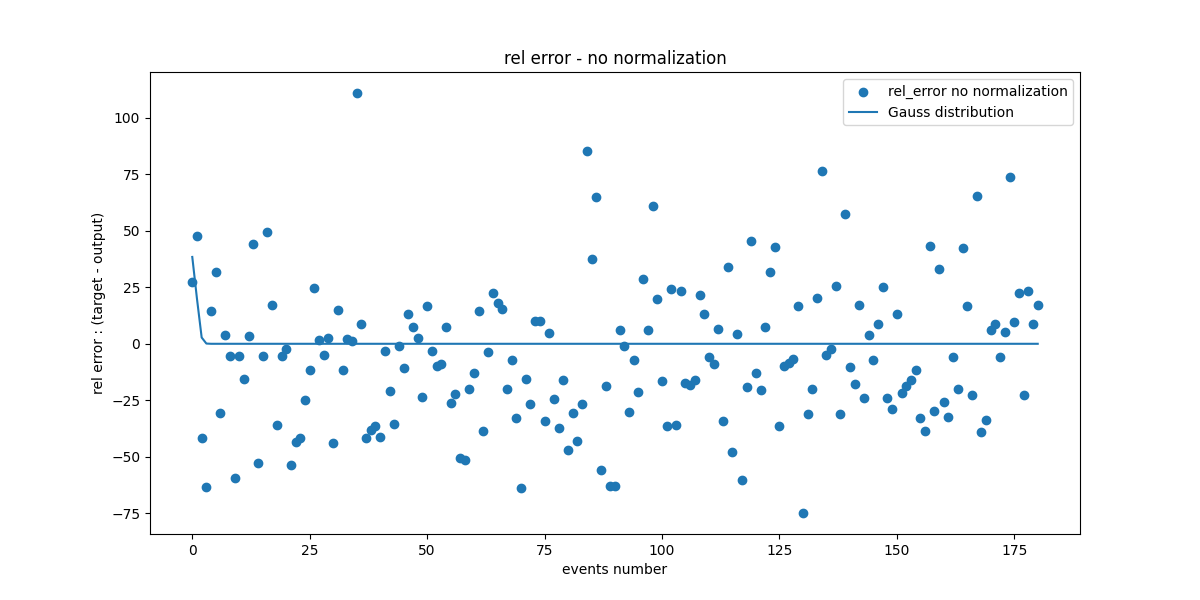 rel error - no normalization
rel_error no normalization
Gauss distribution
rel error : (target - output)
100
75
50
25
0
−25
−50
−75
0 25 50 75 100 125 150 175
events number